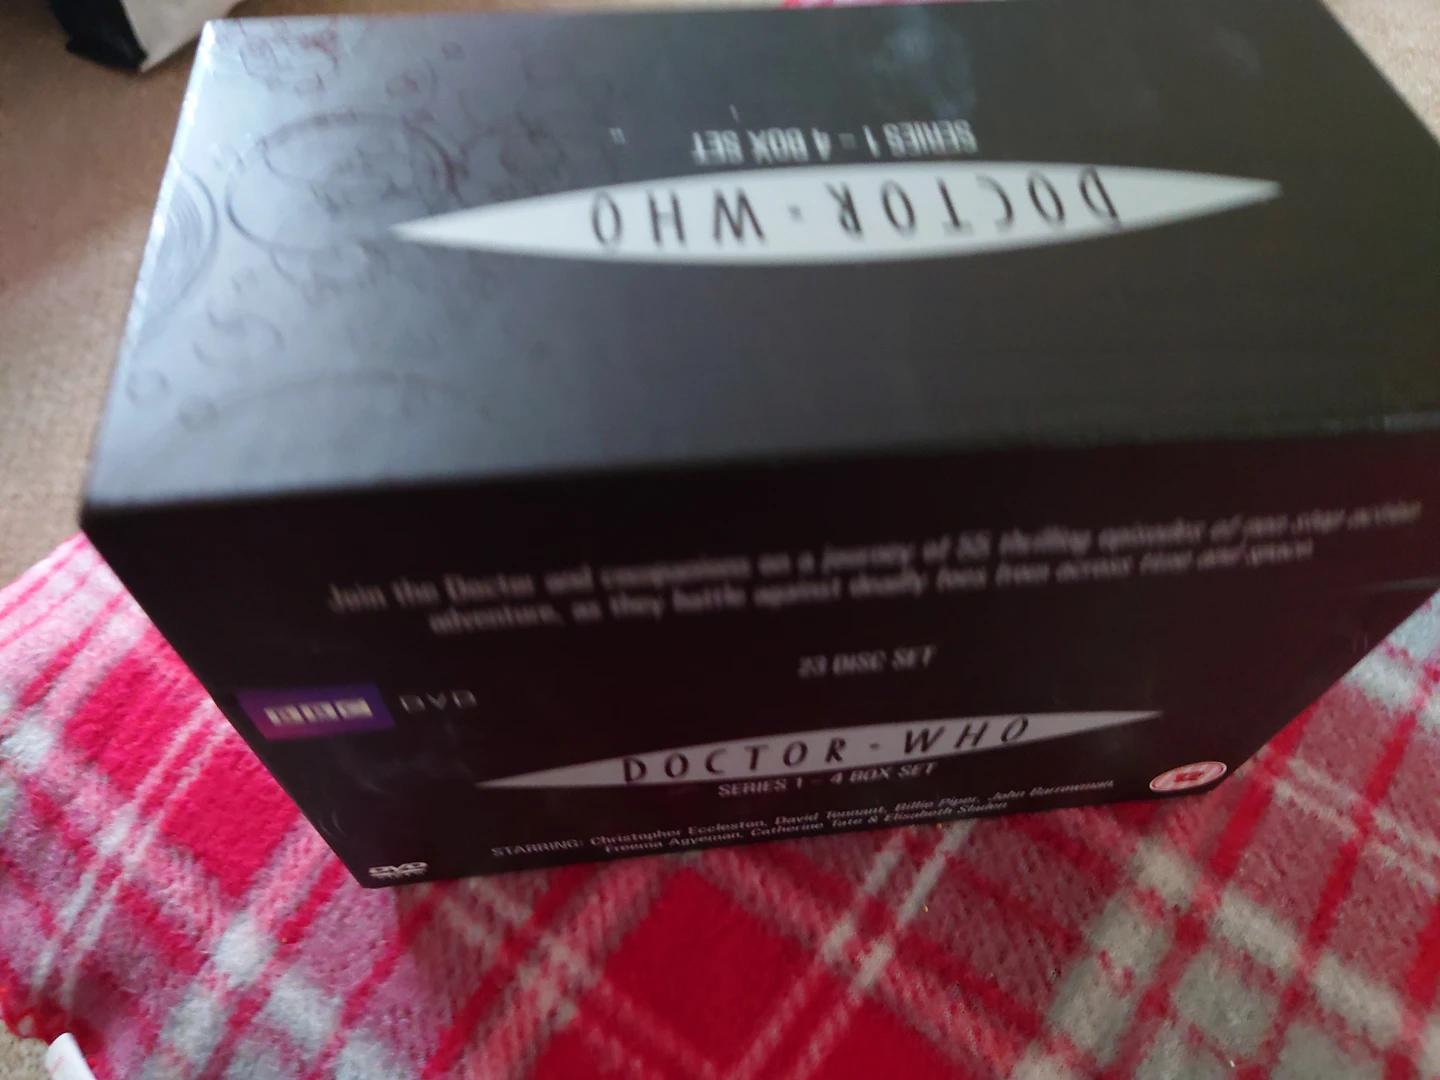 SERIES 1 - 4 BOX SET
DOCTOR · WHO
Join the Doctor and companions on a journey of 55 thrilling episodes of
adventure, as they battle against deadly foes from across time and space
23 DISC SET
BBC DVD
DOCTOR · WHO
SERIES 1 - 4 BOX SET
STARRING: Christopher Eccleston, David Tennant, Billie Piper, John Barrowman
Freema Agyeman, Catherine Tate & Elisabeth Sladen
DVD